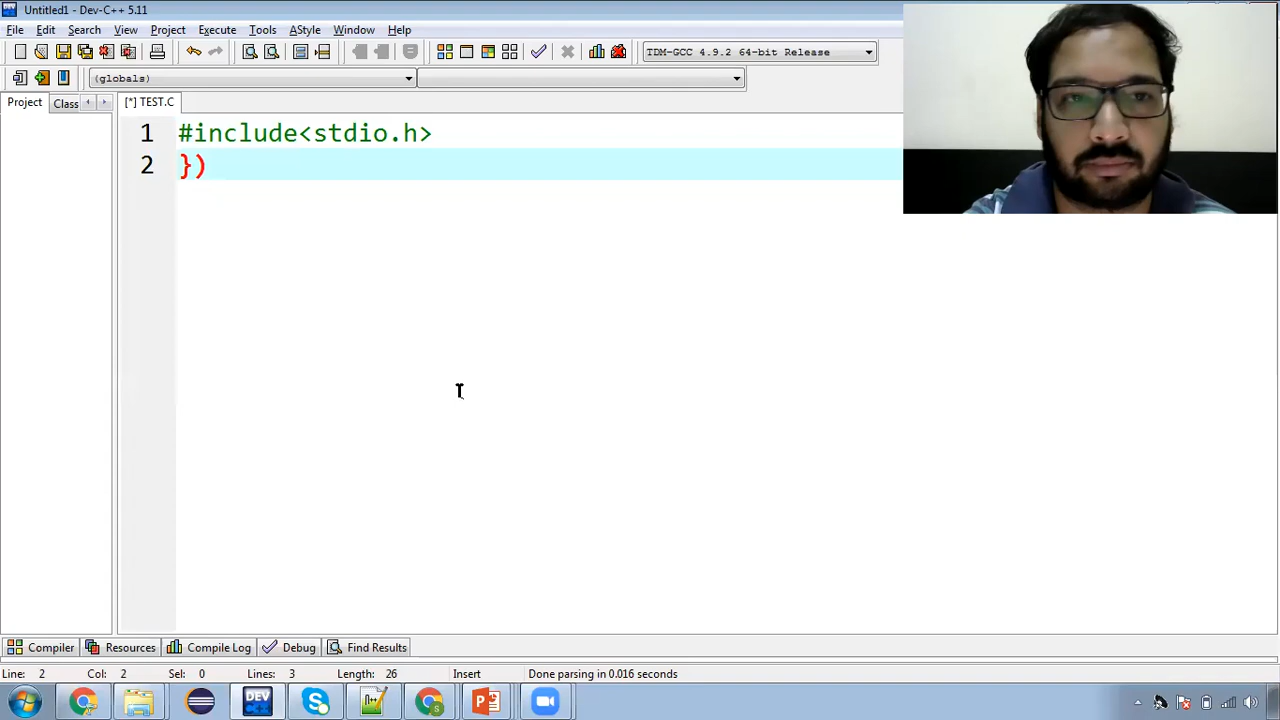 Untitled1 - Dev-C++ 5.11
File Edit Search View Project Execute Tools AStyle Window Help
TDM-GCC 4.9.2 64-bit Release
(globals)
Project Class [*] TEST.C
1 #include<stdio.h>
2 })
Compiler Resources Compile Log Debug Find Results
Line: 2 Col: 2 Sel: 0 Lines: 3 Length: 26 Insert Done parsing in 0.016 seconds
DEV C++